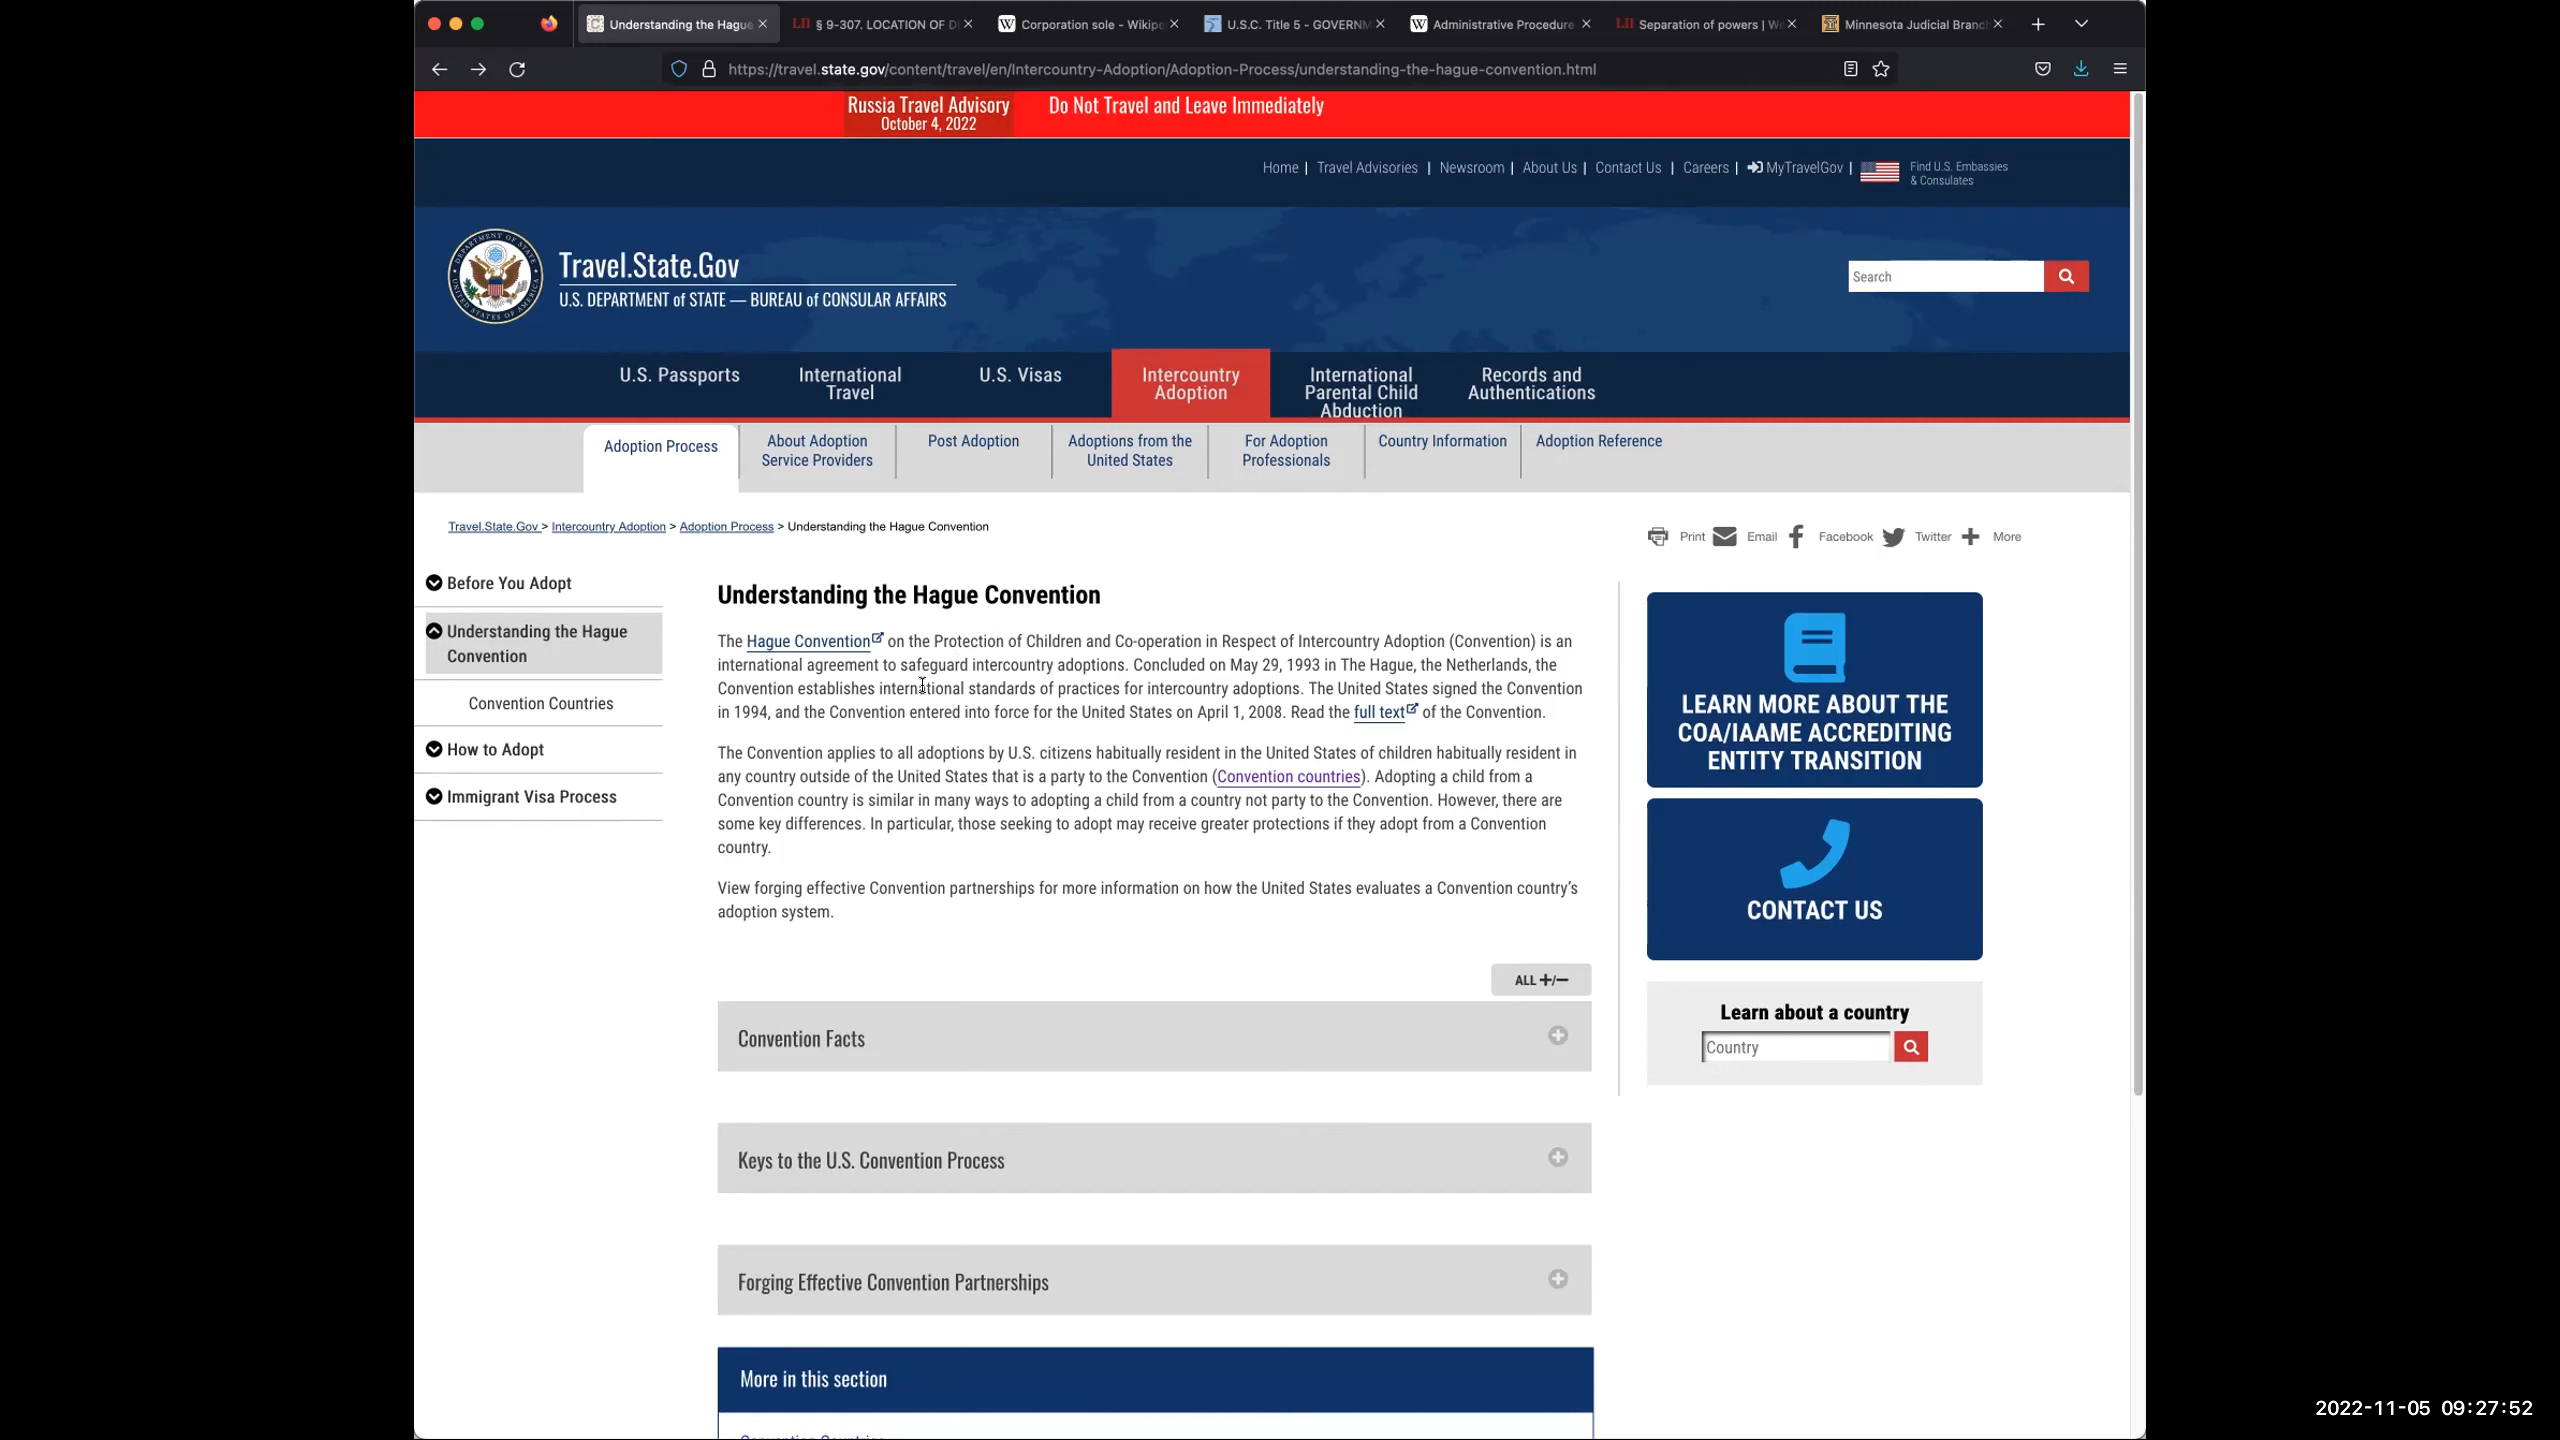 Understanding the Hague
§ 9-307. LOCATION OF D
Corporation sole - Wikipe
U.S.C. Title 5 - GOVERNM
Administrative Procedure
Separation of powers | We
Minnesota Judicial Branc
https://travel.state.gov/content/travel/en/Intercountry-Adoption/Adoption-Process/understanding-the-hague-convention.html
Russia Travel Advisory
October 4, 2022
Do Not Travel and Leave Immediately
Home | Travel Advisories | Newsroom | About Us | Contact Us | Careers | MyTravelGov |
Find U.S. Embassies
& Consulates
Travel.State.Gov
U.S. DEPARTMENT of STATE — BUREAU of CONSULAR AFFAIRS
Search
U.S. Passports
International
Travel
U.S. Visas
Intercountry
Adoption
International
Parental Child
Abduction
Records and
Authentications
Adoption Process
About Adoption
Service Providers
Post Adoption
Adoptions from the
United States
For Adoption
Professionals
Country Information
Adoption Reference
Travel.State.Gov > Intercountry Adoption > Adoption Process > Understanding the Hague Convention
Print Email Facebook Twitter More
Before You Adopt
Understanding the Hague
Convention
Convention Countries
How to Adopt
Immigrant Visa Process
Understanding the Hague Convention
The Hague Convention on the Protection of Children and Co-operation in Respect of Intercountry Adoption (Convention) is an
international agreement to safeguard intercountry adoptions. Concluded on May 29, 1993 in The Hague, the Netherlands, the
Convention establishes international standards of practices for intercountry adoptions. The United States signed the Convention
in 1994, and the Convention entered into force for the United States on April 1, 2008. Read the full text of the Convention.
The Convention applies to all adoptions by U.S. citizens habitually resident in the United States of children habitually resident in
any country outside of the United States that is a party to the Convention (Convention countries). Adopting a child from a
Convention country is similar in many ways to adopting a child from a country not party to the Convention. However, there are
some key differences. In particular, those seeking to adopt may receive greater protections if they adopt from a Convention
country.
View forging effective Convention partnerships for more information on how the United States evaluates a Convention country's
adoption system.
ALL +/−
Convention Facts
Keys to the U.S. Convention Process
Forging Effective Convention Partnerships
More in this section
LEARN MORE ABOUT THE
COA/IAAME ACCREDITING
ENTITY TRANSITION
CONTACT US
Learn about a country
Country
2022-11-05 09:27:52